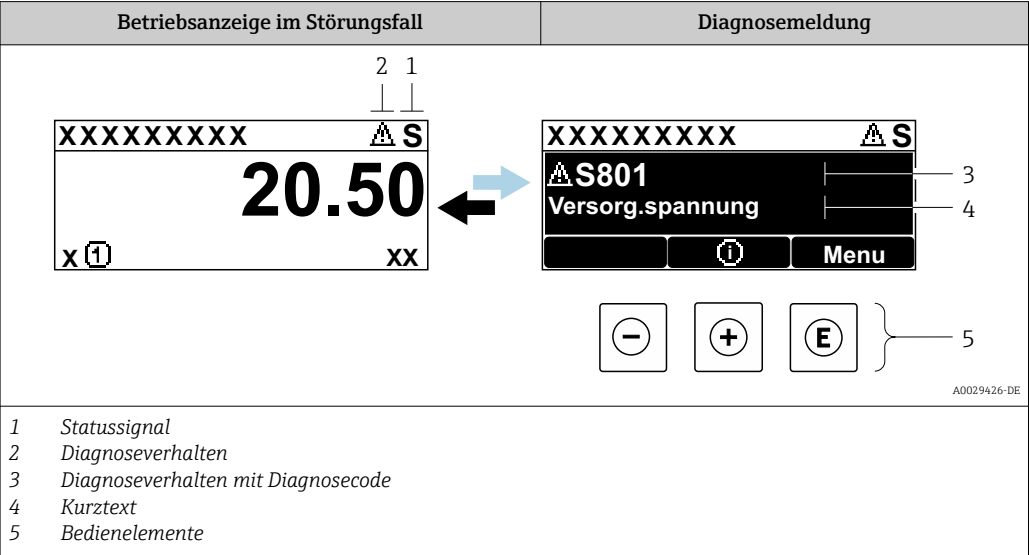 Betriebsanzeige im Störungsfall
Diagnosemeldung
2 1
XXXXXXXXX ⚠ S
20.50
x ① xx
XXXXXXXXX ⚠ S
⚠S801
3
Versorg.spannung
4
ⓘ Menu
− + E
5
A0029426-DE
1 Statussignal
2 Diagnoseverhalten
3 Diagnoseverhalten mit Diagnosecode
4 Kurztext
5 Bedienelemente